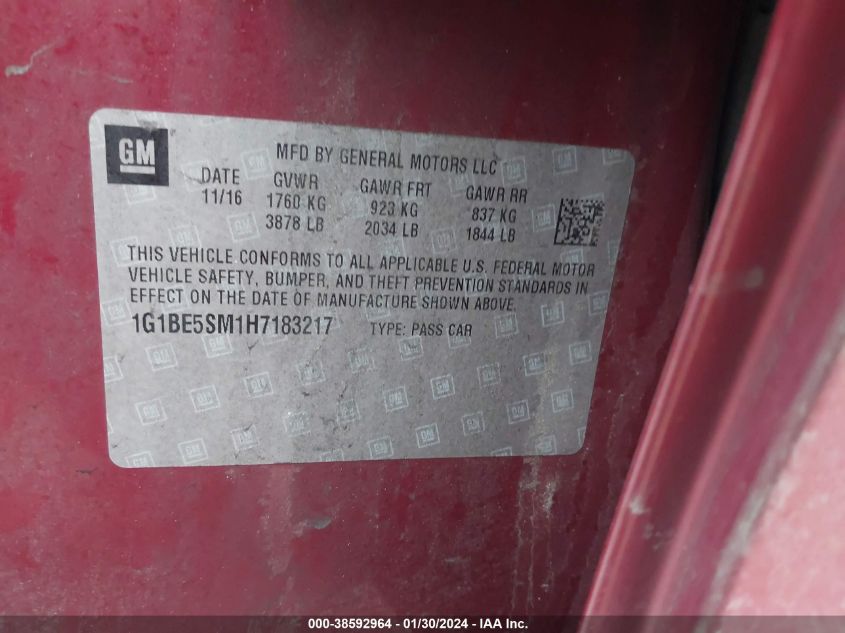 GM
MFD BY GENERAL MOTORS LLC
DATE GVWR GAWR FRT GAWR RR
11/16 1760 KG 923 KG 837 KG
3878 LB 2034 LB 1844 LB
THIS VEHICLE CONFORMS TO ALL APPLICABLE U.S. FEDERAL MOTOR
VEHICLE SAFETY, BUMPER, AND THEFT PREVENTION STANDARDS IN
EFFECT ON THE DATE OF MANUFACTURE SHOWN ABOVE.
1G1BE5SM1H7183217 TYPE: PASS CAR
000-38592964 - 01/30/2024 - IAA Inc.